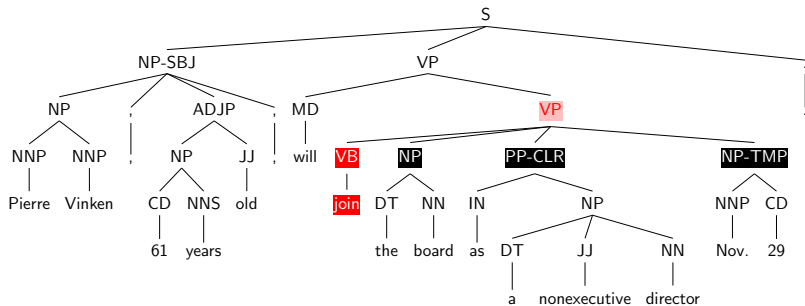 S
NP-SBJ VP .
NP , ADJP , MD VP .
NNP NNP , NP JJ , will VB NP PP-CLR NP-TMP
Pierre Vinken CD NNS old join DT NN IN NP NNP CD
61 years the board as DT JJ NN Nov. 29
a nonexecutive director